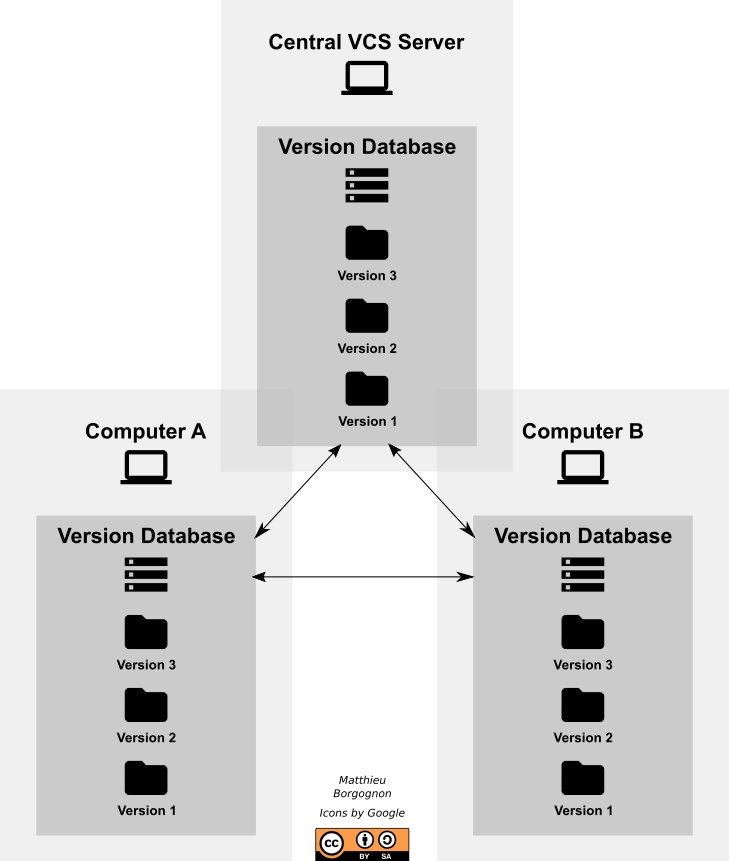 Central VCS Server
Version Database
Version 3
Version 2
Version 1
Computer A
Version Database
Version 3
Version 2
Version 1
Computer B
Version Database
Version 3
Version 2
Version 1
Matthieu
Borgognon
Icons by Google
cc
BY SA